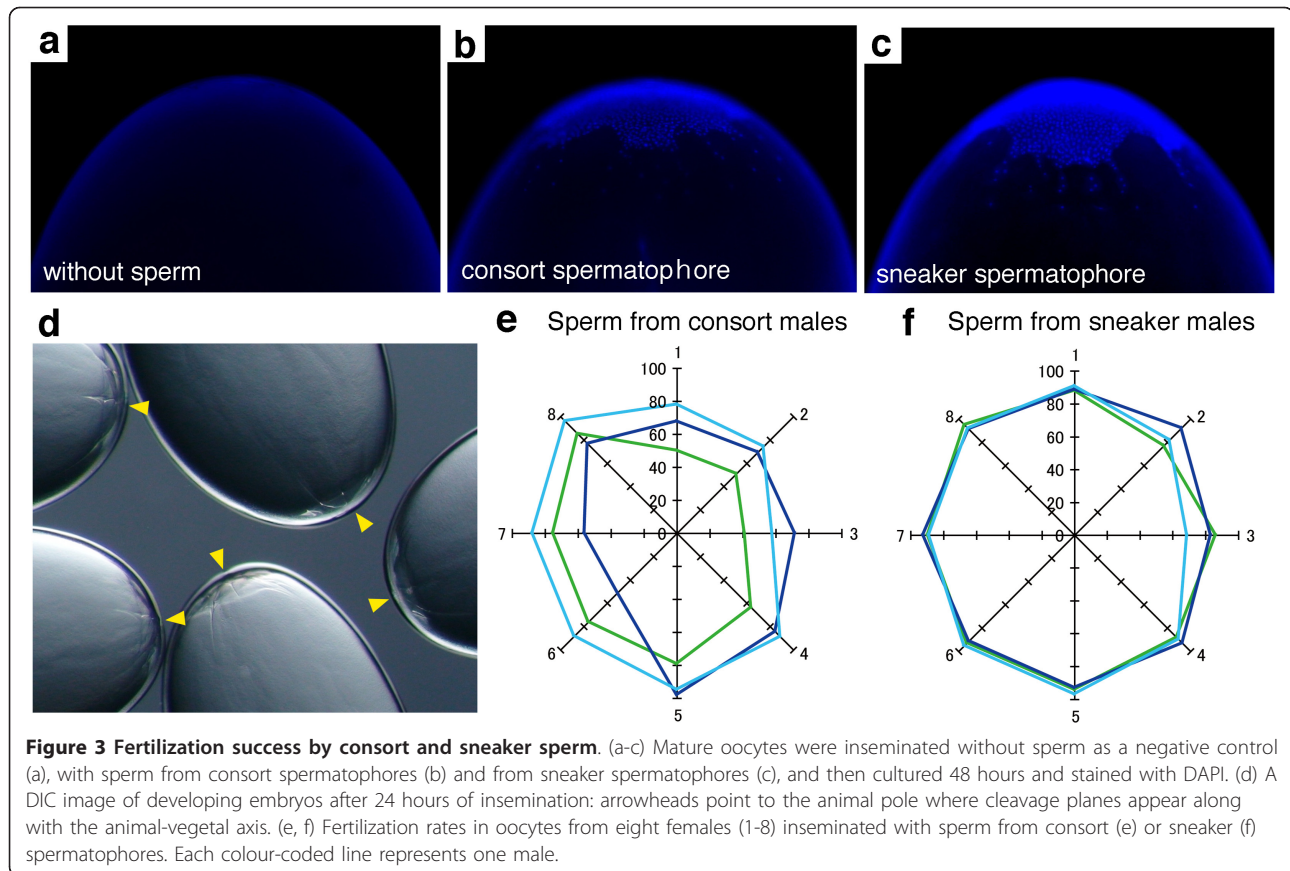 a
b
c
without sperm
consort spermatophore
sneaker spermatophore
d
e Sperm from consort males
1
100
80
60
40
20
0
2
3
4
5
6
7
8
f Sperm from sneaker males
1
100
80
60
40
20
0
2
3
4
5
6
7
8
Figure 3 Fertilization success by consort and sneaker sperm. (a-c) Mature oocytes were inseminated without sperm as a negative control
(a), with sperm from consort spermatophores (b) and from sneaker spermatophores (c), and then cultured 48 hours and stained with DAPI. (d) A
DIC image of developing embryos after 24 hours of insemination: arrowheads point to the animal pole where cleavage planes appear along
with the animal-vegetal axis. (e, f) Fertilization rates in oocytes from eight females (1-8) inseminated with sperm from consort (e) or sneaker (f)
spermatophores. Each colour-coded line represents one male.